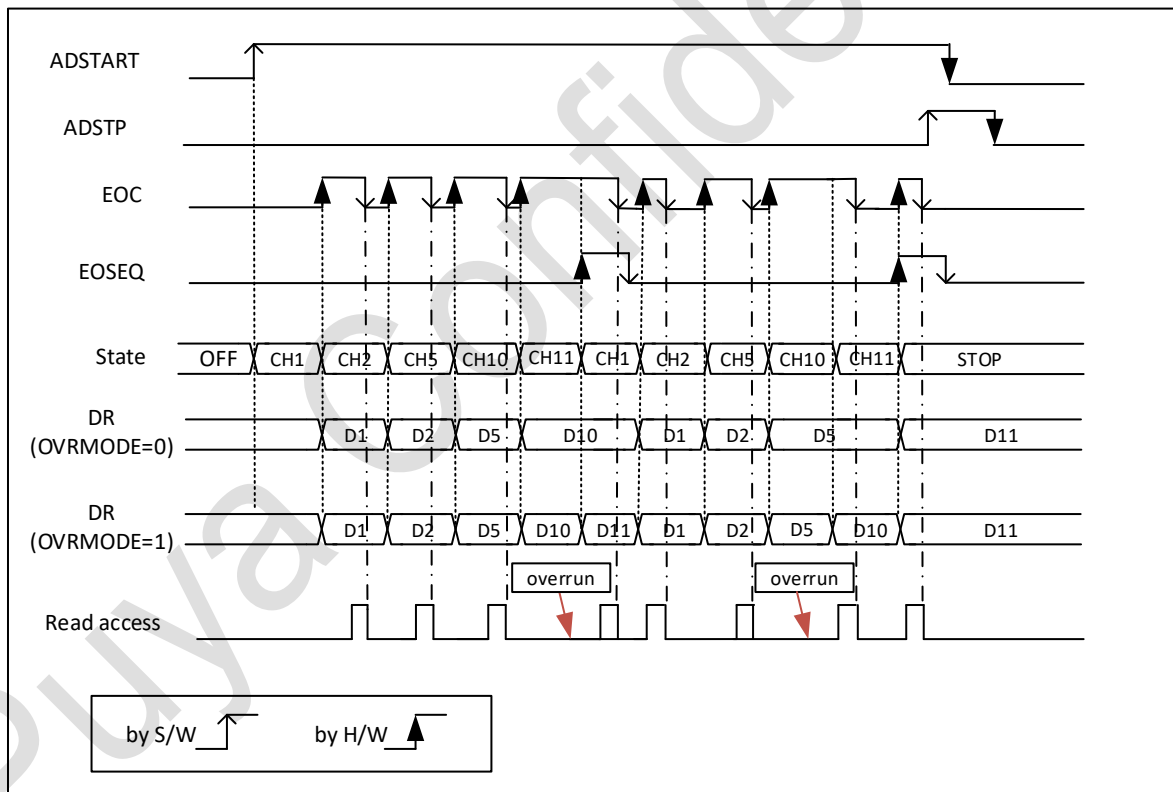 ADSTART
ADSTP
EOC
EOSEQ
State OFF CH1 CH2 CH5 CH10 CH11 CH1 CH2 CH5 CH10 CH11 STOP
DR
(OVRMODE=0) D1 D2 D5 D10 D1 D2 D5 D11
DR
(OVRMODE=1) D1 D2 D5 D10 D11 D1 D2 D5 D10 D11
overrun overrun
Read access
by S/W by H/W
Puya Confide